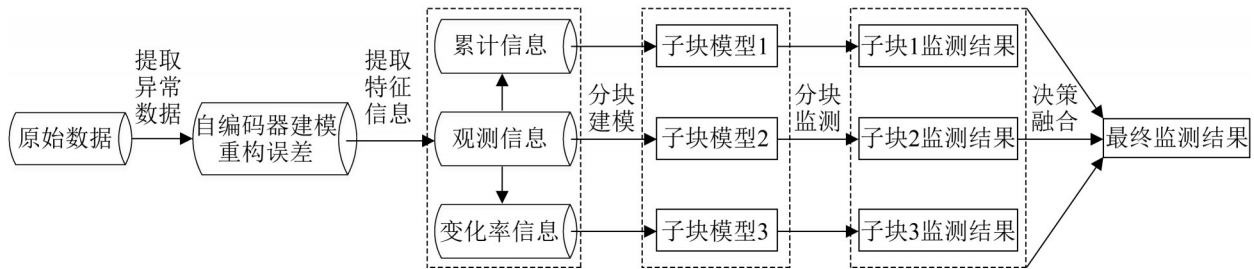 原始数据
提取
异常
数据
自编码器建模
重构误差
提取
特征
信息
累计信息
观测信息
变化率信息
分块
建模
子块模型1
子块模型2
子块模型3
分块
监测
子块1监测结果
子块2监测结果
子块3监测结果
决策
融合
最终监测结果